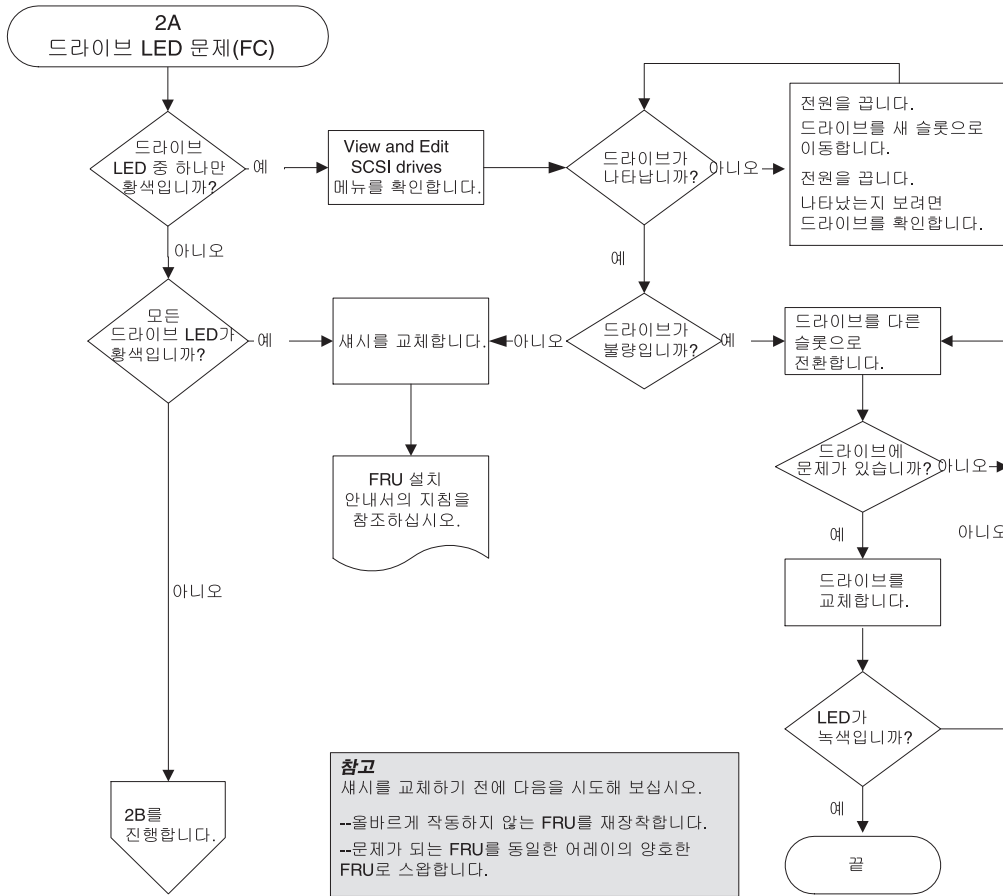 2A
드라이브 LED 문제(FC)
드라이브
LED 중 하나만
황색입니까?
예
View and Edit
SCSI drives
메뉴를 확인합니다.
드라이브가
나타납니까?
아니오
전원을 끕니다.
드라이브를 새 슬롯으로
이동합니다.
전원을 끕니다.
나타났는지 보려면
드라이브를 확인합니다.
아니오
예
모든
드라이브 LED가
황색입니까?
예
섀시를 교체합니다.
아니오
드라이브가
불량입니까?
예
드라이브를 다른
슬롯으로
전환합니다.
FRU 설치
안내서의 지침을
참조하십시오.
드라이브에
문제가 있습니까?
아니오
예
아니오
드라이브를
교체합니다.
아니오
LED가
녹색입니까?
예
끝
2B를
진행합니다.
참고
섀시를 교체하기 전에 다음을 시도해 보십시오.
--올바르게 작동하지 않는 FRU를 재장착합니다.
--문제가 되는 FRU를 동일한 어레이의 양호한
FRU로 스왑합니다.